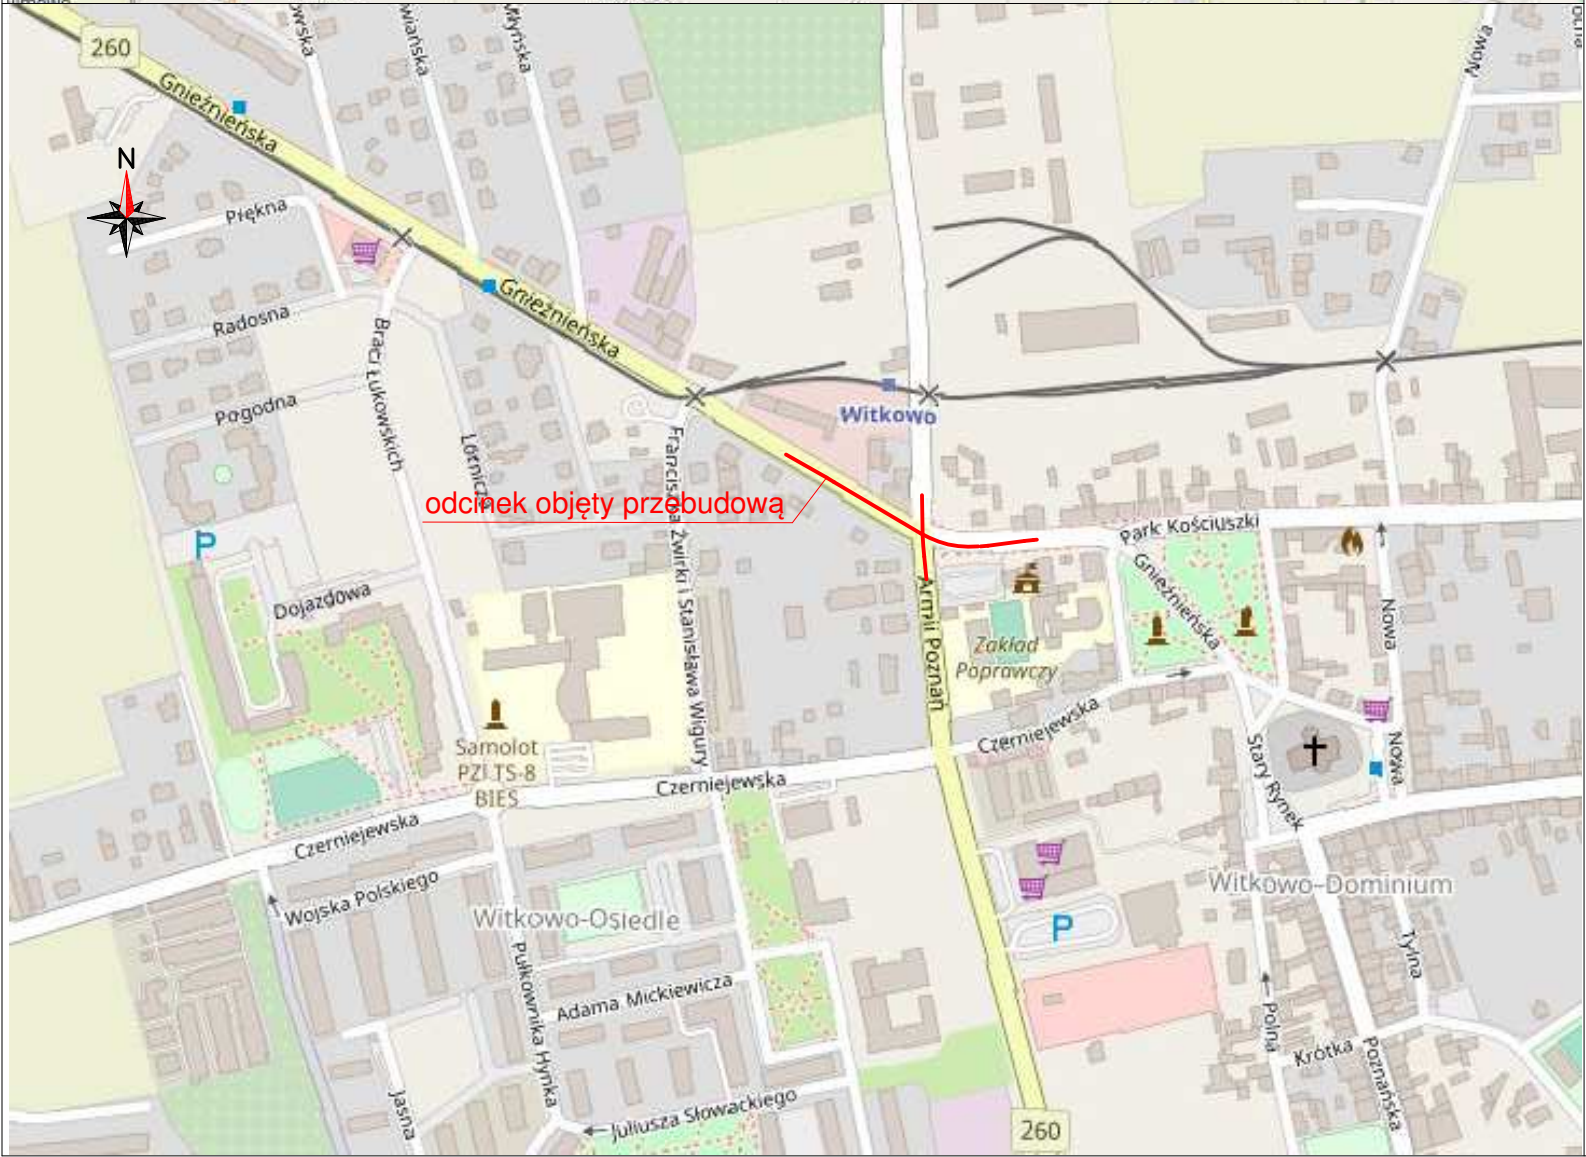 260
Gnieźnieńska
N
Piękna
Radosna
Pogodna
Braci Łukowskich
Gnieźnieńska
Nowa
Witkowo
odcinek objęty przebudową
Franciszka Żwirki i Stanisława Wigury
P
Dojazdowa
Park Kościuszki
Gnieźnieńska
Armii Poznań
Zakład
Poprawczy
Nowa
Samolot
PZL TS-8
BIES
Czerniejewska
Czerniejewska
Czerniejewska
Stary Rynek
Nowa
Wojska Polskiego
Witkowo-Osiedle
Witkowo-Dominium
P
Pułkownika Hynka
Adama Mickiewicza
Tylna
Polna
Krótka
Poznańska
Jasna
Juliusza Słowackiego
260